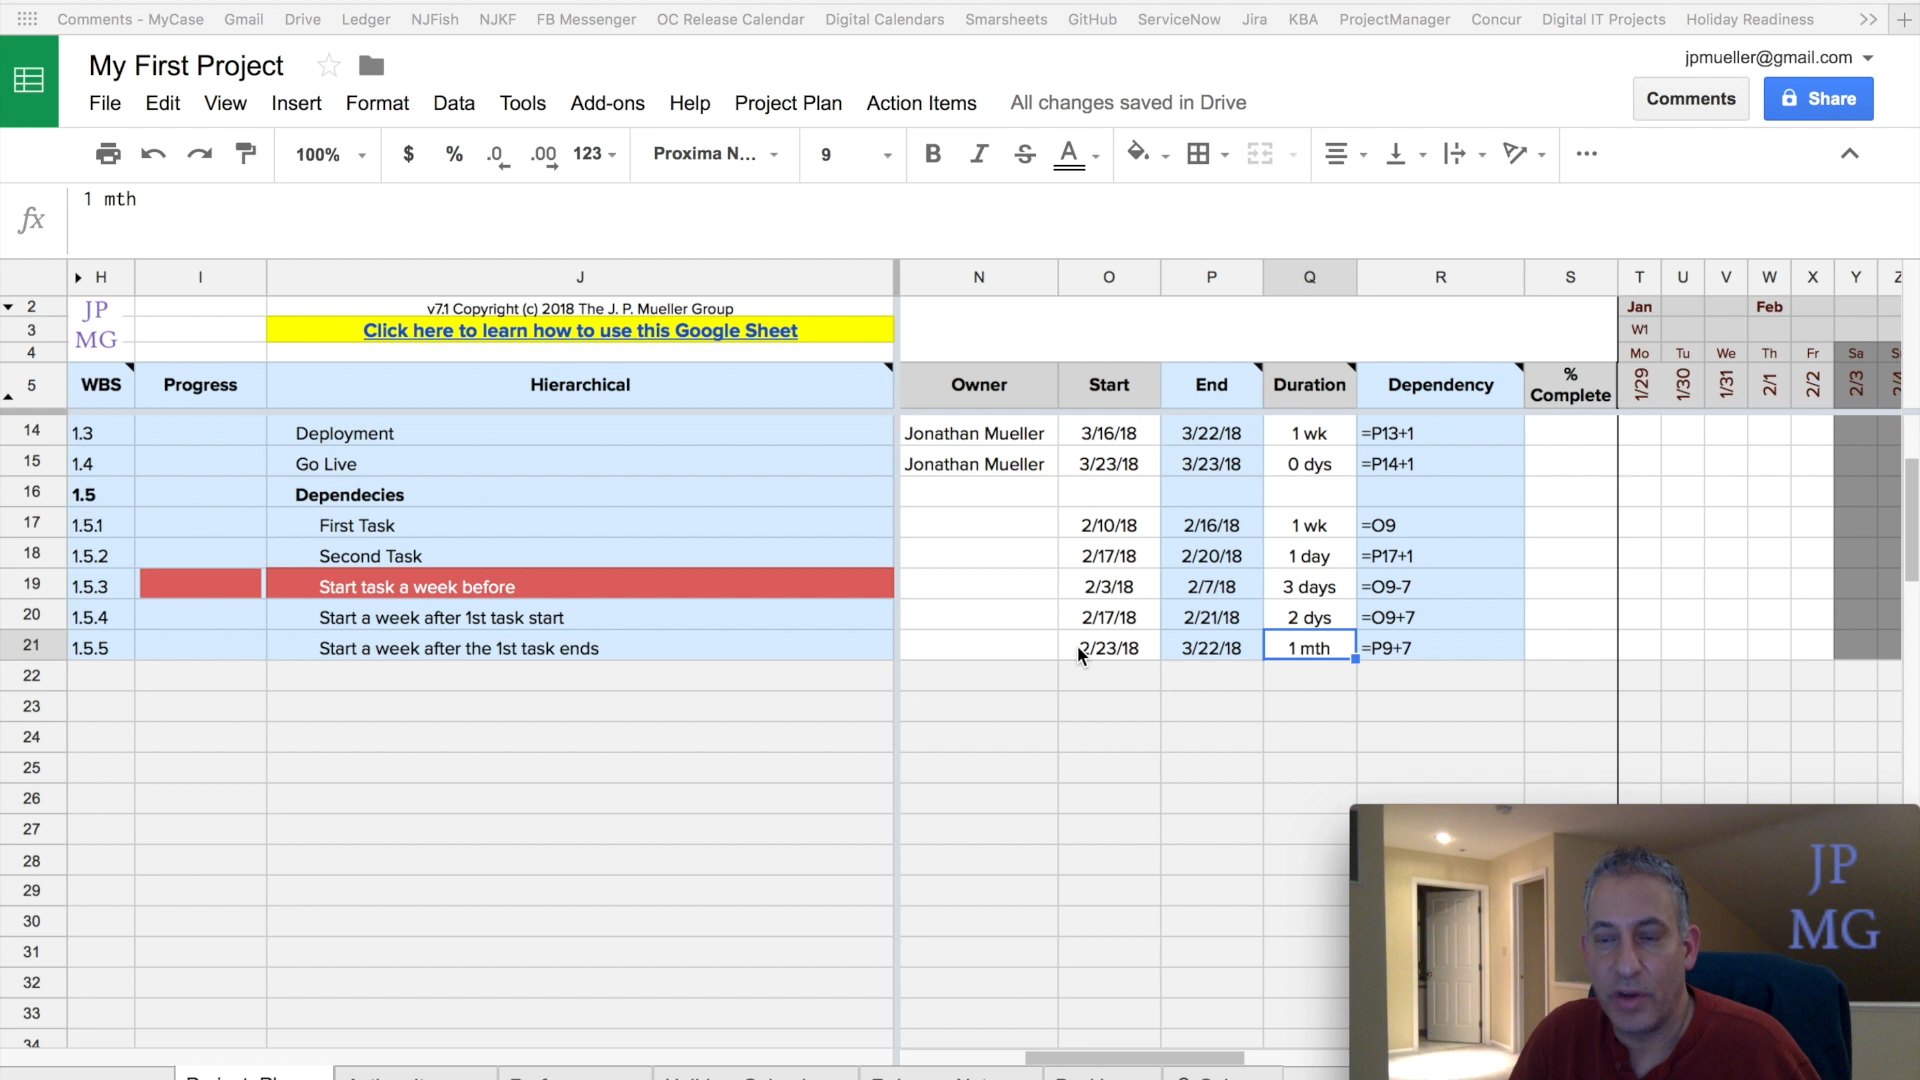 Comments - MyCase Gmail Drive Ledger NJFish NJKF FB Messenger OC Release Calendar Digital Calendars Smarsheets GitHub ServiceNow Jira KBA ProjectManager Concur Digital IT Projects Holiday Readiness
My First Project
jpmueller@gmail.com
File Edit View Insert Format Data Tools Add-ons Help Project Plan Action Items All changes saved in Drive
Comments Share
100% $ % .0 .00 123 Proxima N... 9 B I S A
fx 1 mth
H I J N O P Q R S T U V W X Y Z
2 JP v7.1 Copyright (c) 2018 The J. P. Mueller Group Jan Feb
3 MG Click here to learn how to use this Google Sheet W1
4 Mo Tu We Th Fr Sa
5 WBS Progress Hierarchical Owner Start End Duration Dependency % Complete 1/29 1/30 1/31 2/1 2/2 2/3
14 1.3 Deployment Jonathan Mueller 3/16/18 3/22/18 1 wk =P13+1
15 1.4 Go Live Jonathan Mueller 3/23/18 3/23/18 0 dys =P14+1
16 1.5 Dependecies
17 1.5.1 First Task 2/10/18 2/16/18 1 wk =O9
18 1.5.2 Second Task 2/17/18 2/20/18 1 day =P17+1
19 1.5.3 Start task a week before 2/3/18 2/7/18 3 days =O9-7
20 1.5.4 Start a week after 1st task start 2/17/18 2/21/18 2 dys =O9+7
21 1.5.5 Start a week after the 1st task ends 2/23/18 3/22/18 1 mth =P9+7
22
23
24
25
26
27
28
29
30
31
32
33
34
JP
MG